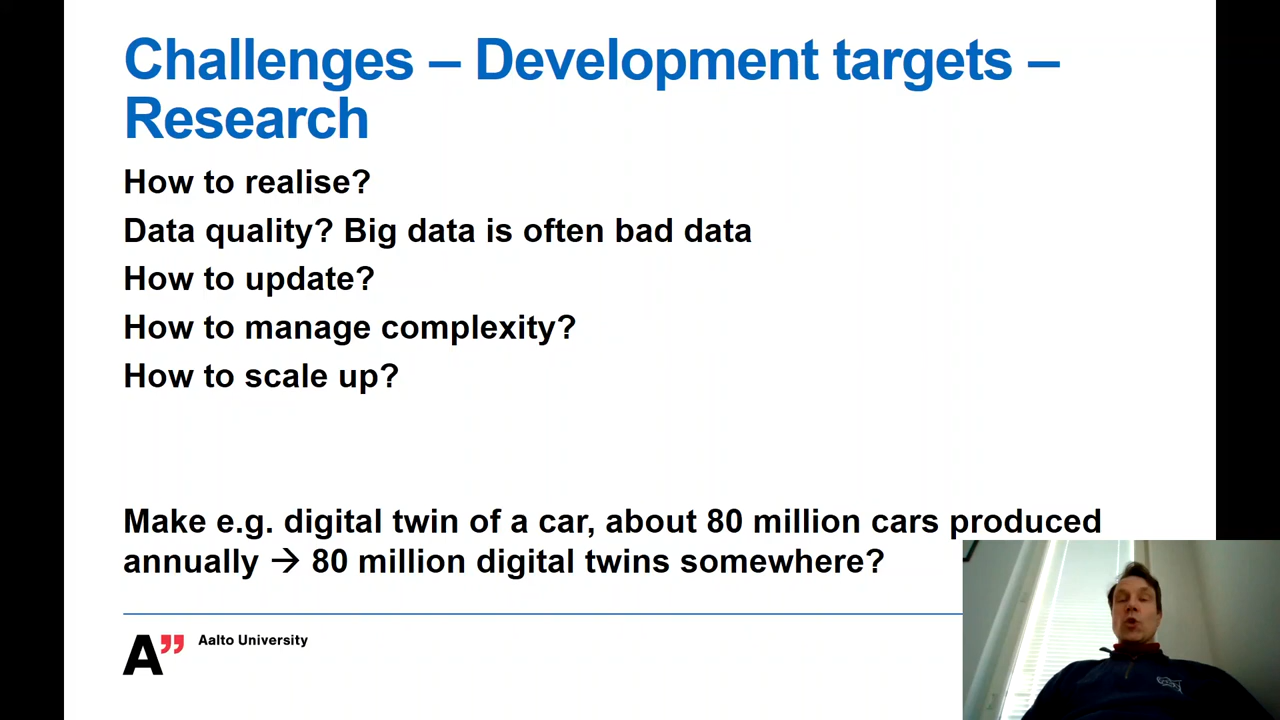 Challenges – Development targets –
Research
How to realise?
Data quality? Big data is often bad data
How to update?
How to manage complexity?
How to scale up?
Make e.g. digital twin of a car, about 80 million cars produced
annually → 80 million digital twins somewhere?
A”
Aalto University